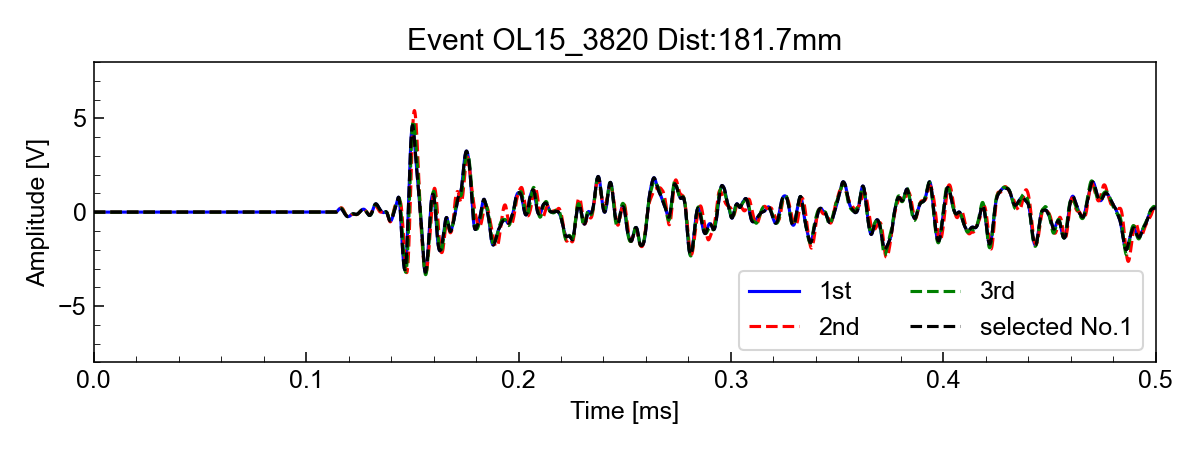 Event OL15_3820 Dist:181.7mm
Amplitude [V]
5
0
−5
1st
2nd
3rd
selected No.1
0.0 0.1 0.2 0.3 0.4 0.5
Time [ms]